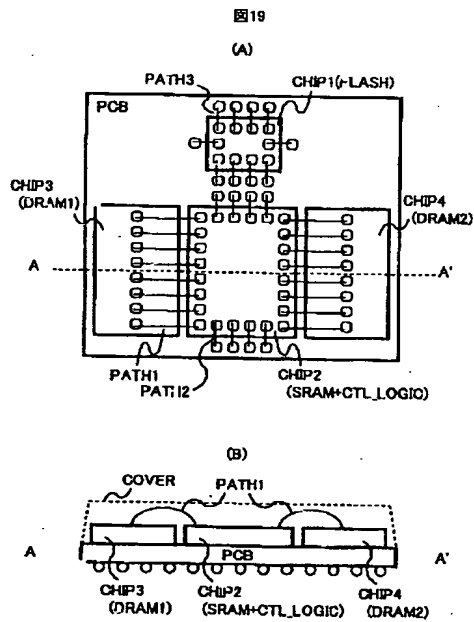 図19
(A)
PATH3
CHIP1(FLASH)
PCB
CHIP3
(DRAM1)
CHIP4
(DRAM2)
A
A'
PATH1
PATH2
CHIP2
(SRAM+CTL_LOGIC)
(B)
COVER
PATH1
A
PCB
A'
CHIP3
(DRAM1)
CHIP2
(SRAM+CTL_LOGIC)
CHIP4
(DRAM2)